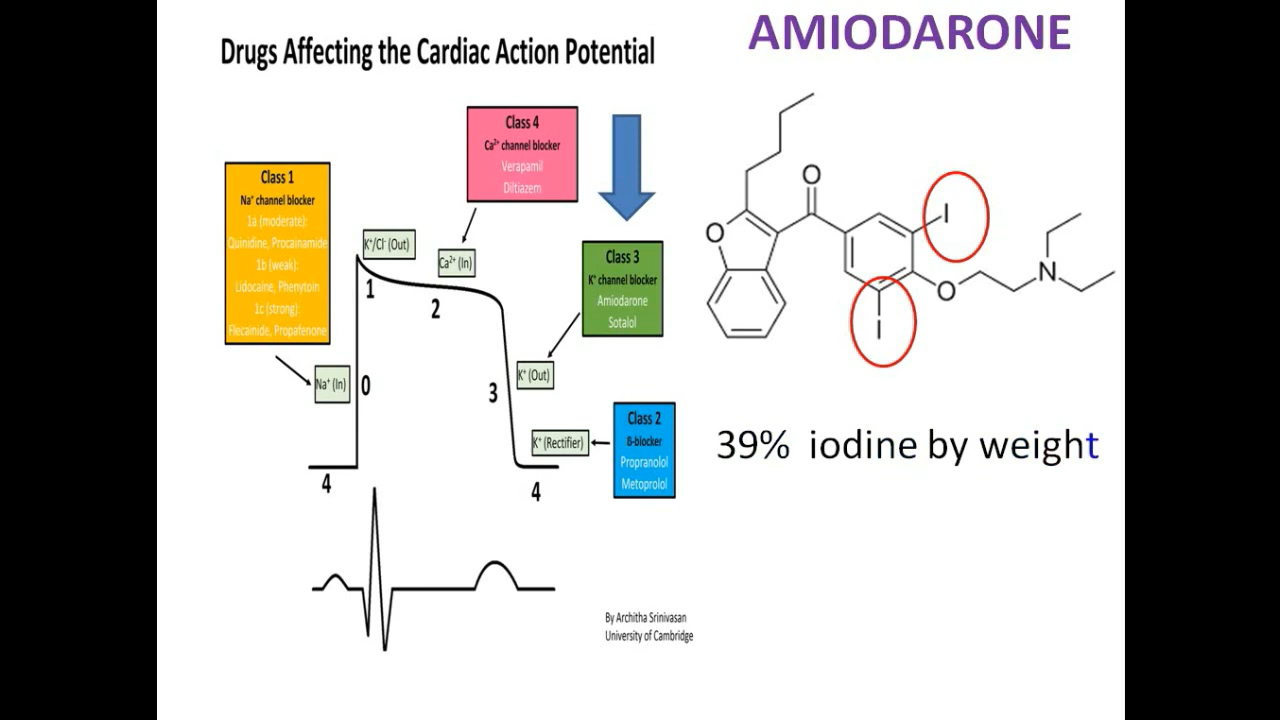 AMIODARONE
Drugs Affecting the Cardiac Action Potential
Class 4
Ca²⁺ channel blocker
Verapamil
Diltiazem
Class 1
Na⁺ channel blocker
1a (moderate):
Quinidine, Procainamide
1b (weak):
Lidocaine, Phenytoin
1c (strong):
Flecainide, Propafenone
K⁺/Cl⁻ (Out)
Ca²⁺ (In)
Class 3
K⁺ channel blocker
Amiodarone
Sotalol
1
2
Na⁺ (In)
0
3
K⁺ (Out)
K⁺ (Rectifier)
Class 2
ß-blocker
Propranolol
Metoprolol
4
4
O
O
I
I
O
N
39% iodine by weight
By Architha Srinivasan
University of Cambridge